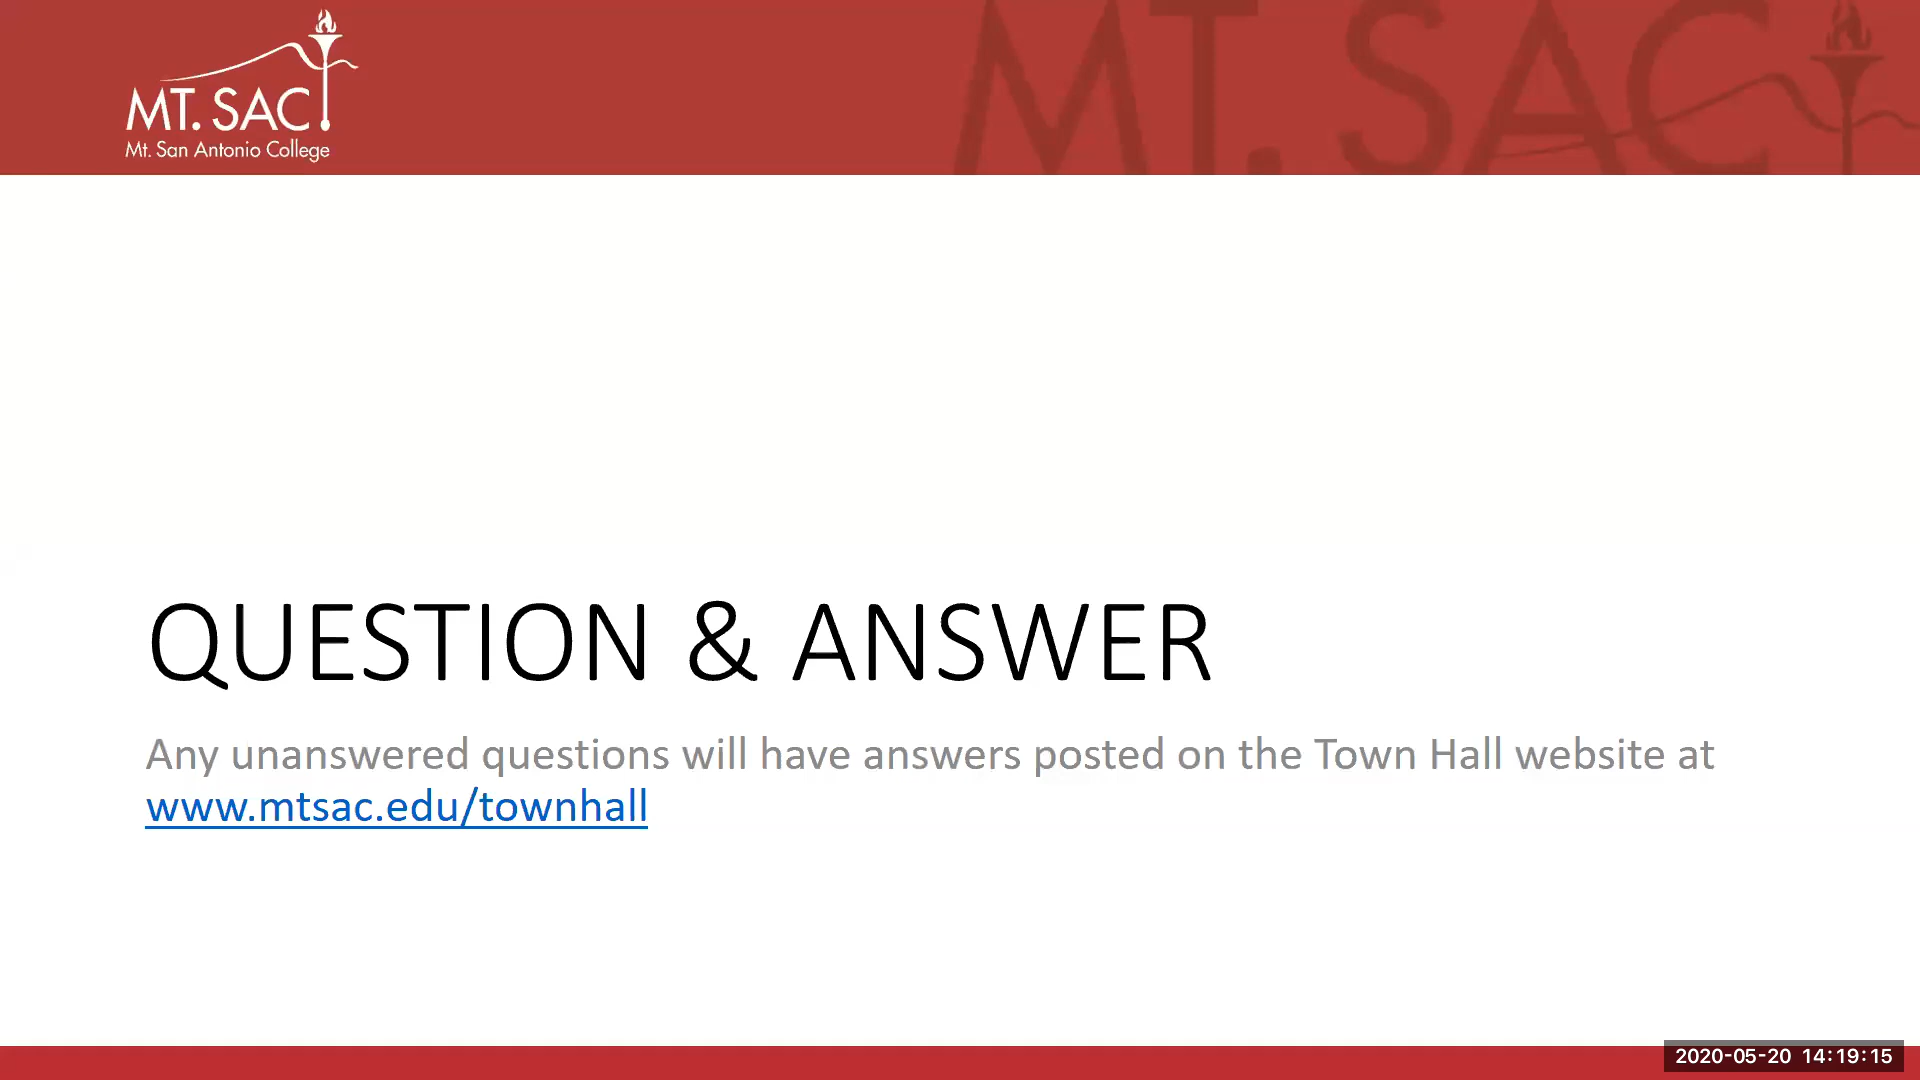 MT. SAC
Mt. San Antonio College
MT. SAC
QUESTION & ANSWER
Any unanswered questions will have answers posted on the Town Hall website at
www.mtsac.edu/townhall
2020-05-20 14:19:15